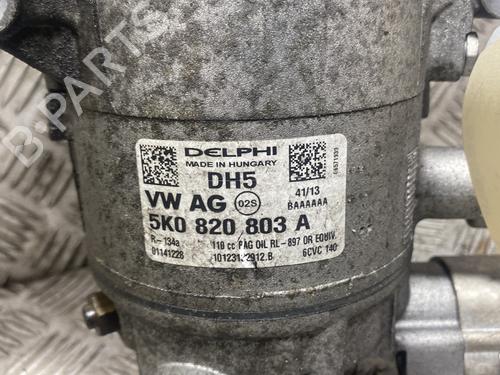 B-PARTS
DELPHI
MADE IN HUNGARY
DH5
VW AG 02S
41/13
BAAAAAA
5K0 820 803 A
R-134a
110 cc PAG OIL RL-897 OR EQUIV.
01141228
6CVC 140